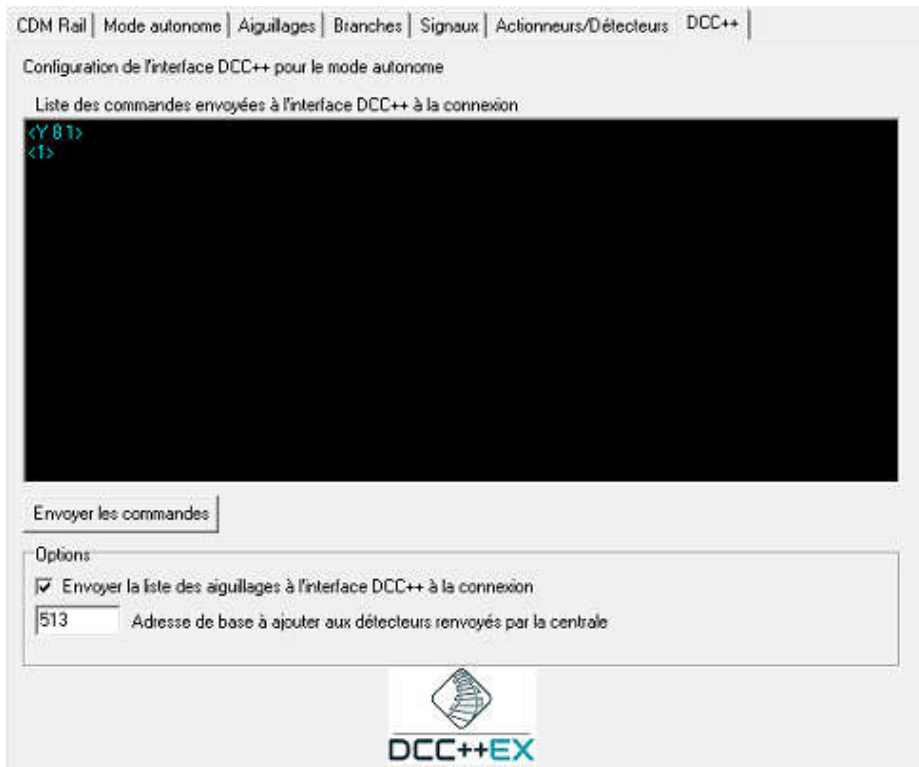 CDM Rail Mode autonome Aiguillages Branches Signaux Actionneurs/Détecteurs DCC++
Configuration de l'interface DCC++ pour le mode autonome
Liste des commandes envoyées à l'interface DCC++ à la connexion
<Y 8 1>
<1>
Envoyer les commandes
Options
Envoyer la liste des aiguillages à l'interface DCC++ à la connexion
513 Adresse de base à ajouter aux détecteurs renvoyés par la centrale
DCC++EX